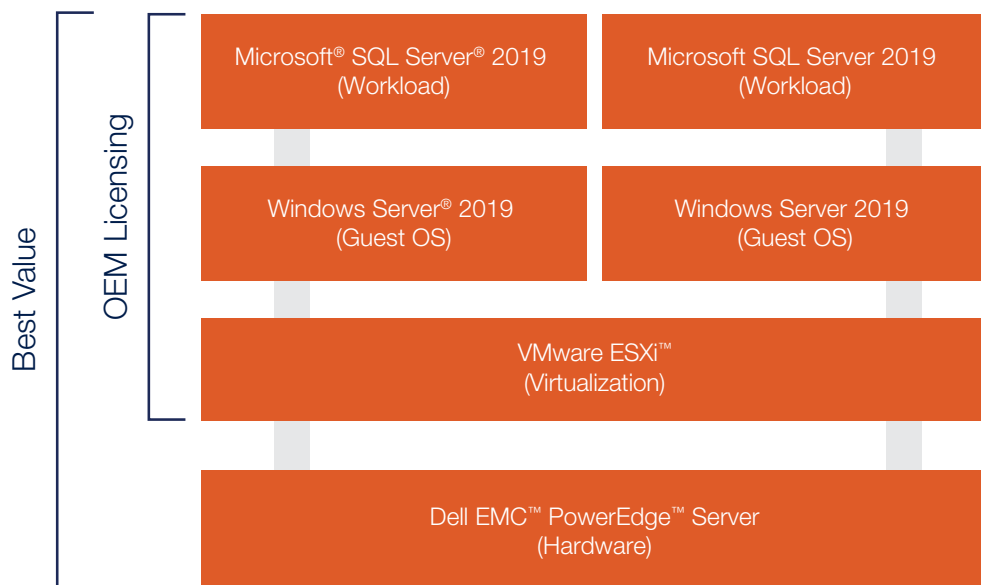 Best Value
OEM Licensing
Microsoft® SQL Server® 2019
(Workload)
Microsoft SQL Server 2019
(Workload)
Windows Server® 2019
(Guest OS)
Windows Server 2019
(Guest OS)
VMware ESXi™
(Virtualization)
Dell EMC™ PowerEdge™ Server
(Hardware)